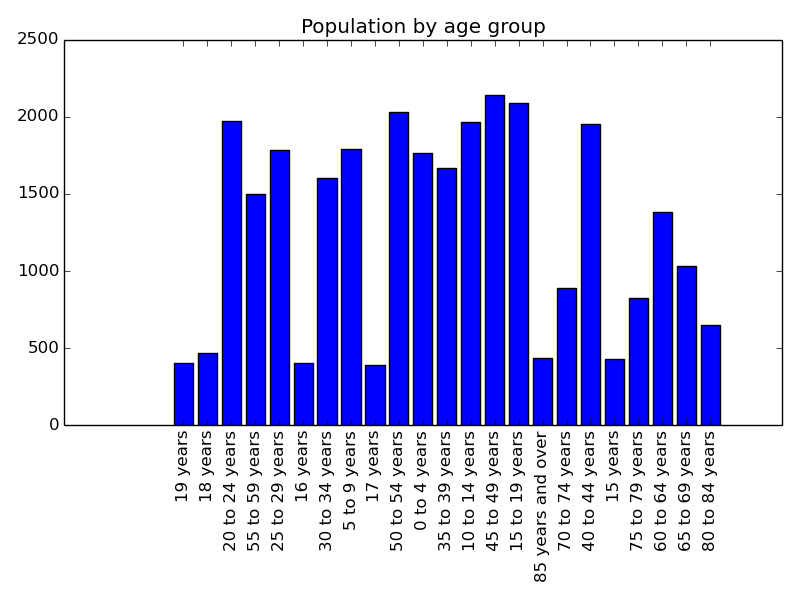 Population by age group
2500
2000
1500
1000
500
0
19 years
18 years
20 to 24 years
55 to 59 years
25 to 29 years
16 years
30 to 34 years
5 to 9 years
17 years
50 to 54 years
0 to 4 years
35 to 39 years
10 to 14 years
45 to 49 years
15 to 19 years
85 years and over
70 to 74 years
40 to 44 years
15 years
75 to 79 years
60 to 64 years
65 to 69 years
80 to 84 years